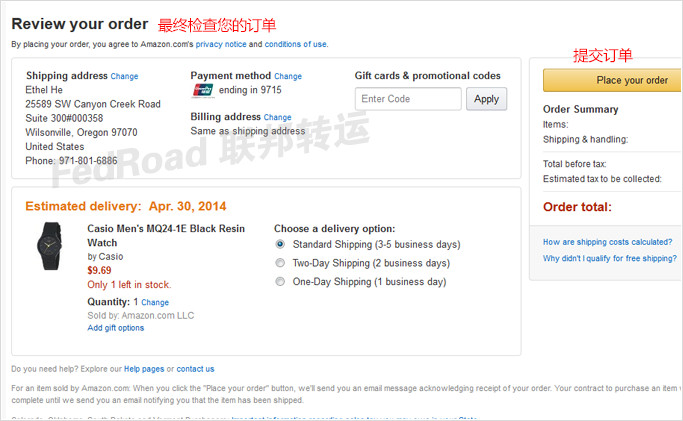 Review your order 最终检查您的订单
By placing your order, you agree to Amazon.com's privacy notice and conditions of use.
Shipping address Change
Ethel He
25589 SW Canyon Creek Road
Suite 300#000358
Wilsonville, Oregon 97070
United States
Phone: 971-801-6886
Payment method Change
ending in 9715
Billing address Change
Same as shipping address
Gift cards & promotional codes
Enter Code
Apply
FedRoad 联邦转运
提交订单
Place your order
Order Summary
Items:
Shipping & handling:
Total before tax:
Estimated tax to be collected:
Order total:
How are shipping costs calculated?
Why didn't I qualify for free shipping?
Estimated delivery: Apr. 30, 2014
Casio Men's MQ24-1E Black Resin
Watch
by Casio
$9.69
Only 1 left in stock.
Quantity: 1 Change
Sold by: Amazon.com LLC
Add gift options
Choose a delivery option:
Standard Shipping (3-5 business days)
Two-Day Shipping (2 business days)
One-Day Shipping (1 business day)
Do you need help? Explore our Help pages or contact us
For an item sold by Amazon.com: When you click the "Place your order" button, we'll send you an email message acknowledging receipt of your order. Your contract to purchase an item
complete until we send you an email notifying you that the item has been shipped.